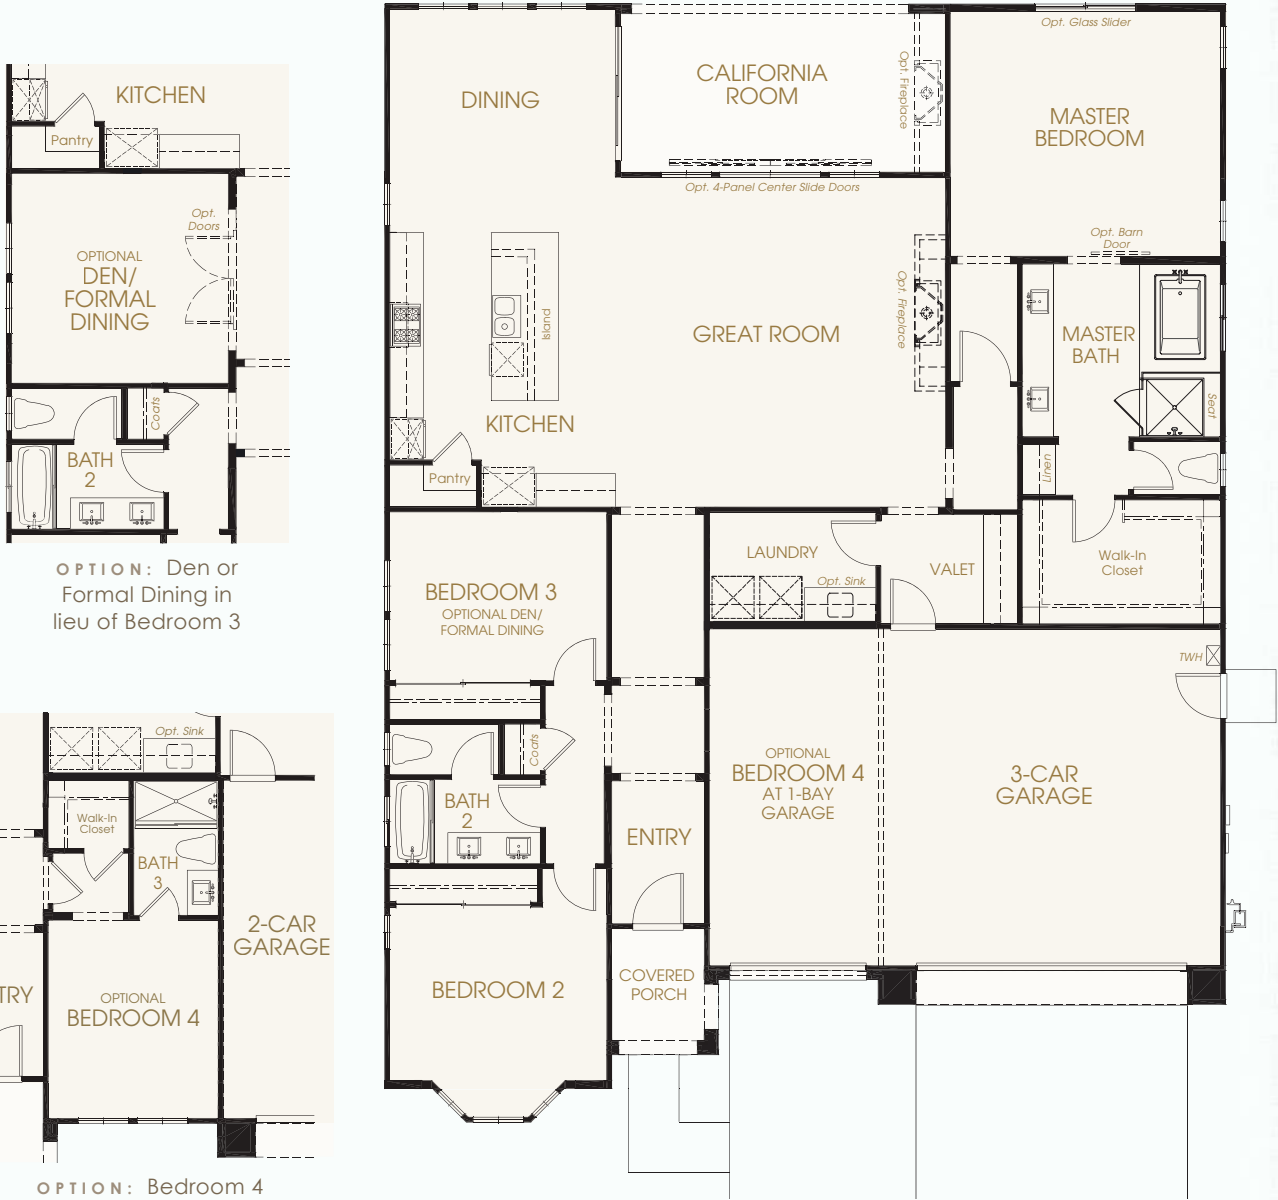 KITCHEN
Pantry
Opt.
Doors
OPTIONAL
DEN/
FORMAL
DINING
Coats
BATH
2
OPTION: Den or
Formal Dining in
lieu of Bedroom 3
Opt. Sink
Walk-In
Closet
BATH
3
2-CAR
GARAGE
TRY
OPTIONAL
BEDROOM 4
OPTION: Bedroom 4
DINING
CALIFORNIA
ROOM
Opt. Fireplace
Opt. Glass Slider
MASTER
BEDROOM
Opt. 4-Panel Center Slide Doors
Opt. Barn
Door
Island
GREAT ROOM
Opt. Fireplace
MASTER
BATH
Seat
KITCHEN
Pantry
Linen
LAUNDRY
Opt. Sink
VALET
Walk-In
Closet
BEDROOM 3
OPTIONAL DEN/
FORMAL DINING
TWH
Coats
BATH
2
ENTRY
OPTIONAL
BEDROOM 4
AT 1-BAY
GARAGE
3-CAR
GARAGE
BEDROOM 2
COVERED
PORCH